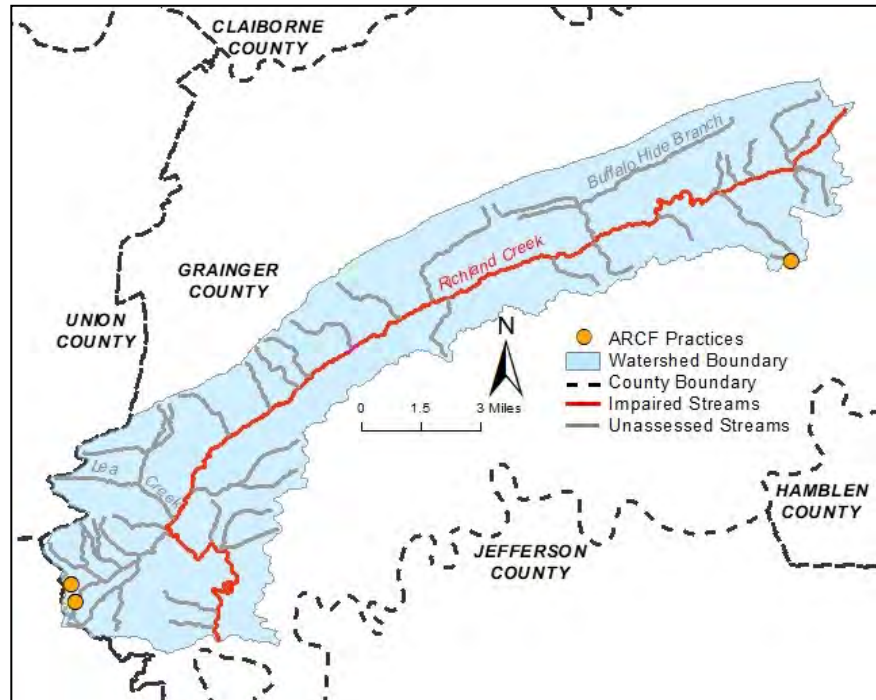 CLAIBORNE
COUNTY
Buffalo Hide Branch
Richland Creek
GRAINGER
COUNTY
UNION
COUNTY
N
0 1.5 3 Miles
ARCF Practices
Watershed Boundary
County Boundary
Impaired Streams
Unassessed Streams
Lea
Creek
HAMBLEN
COUNTY
JEFFERSON
COUNTY